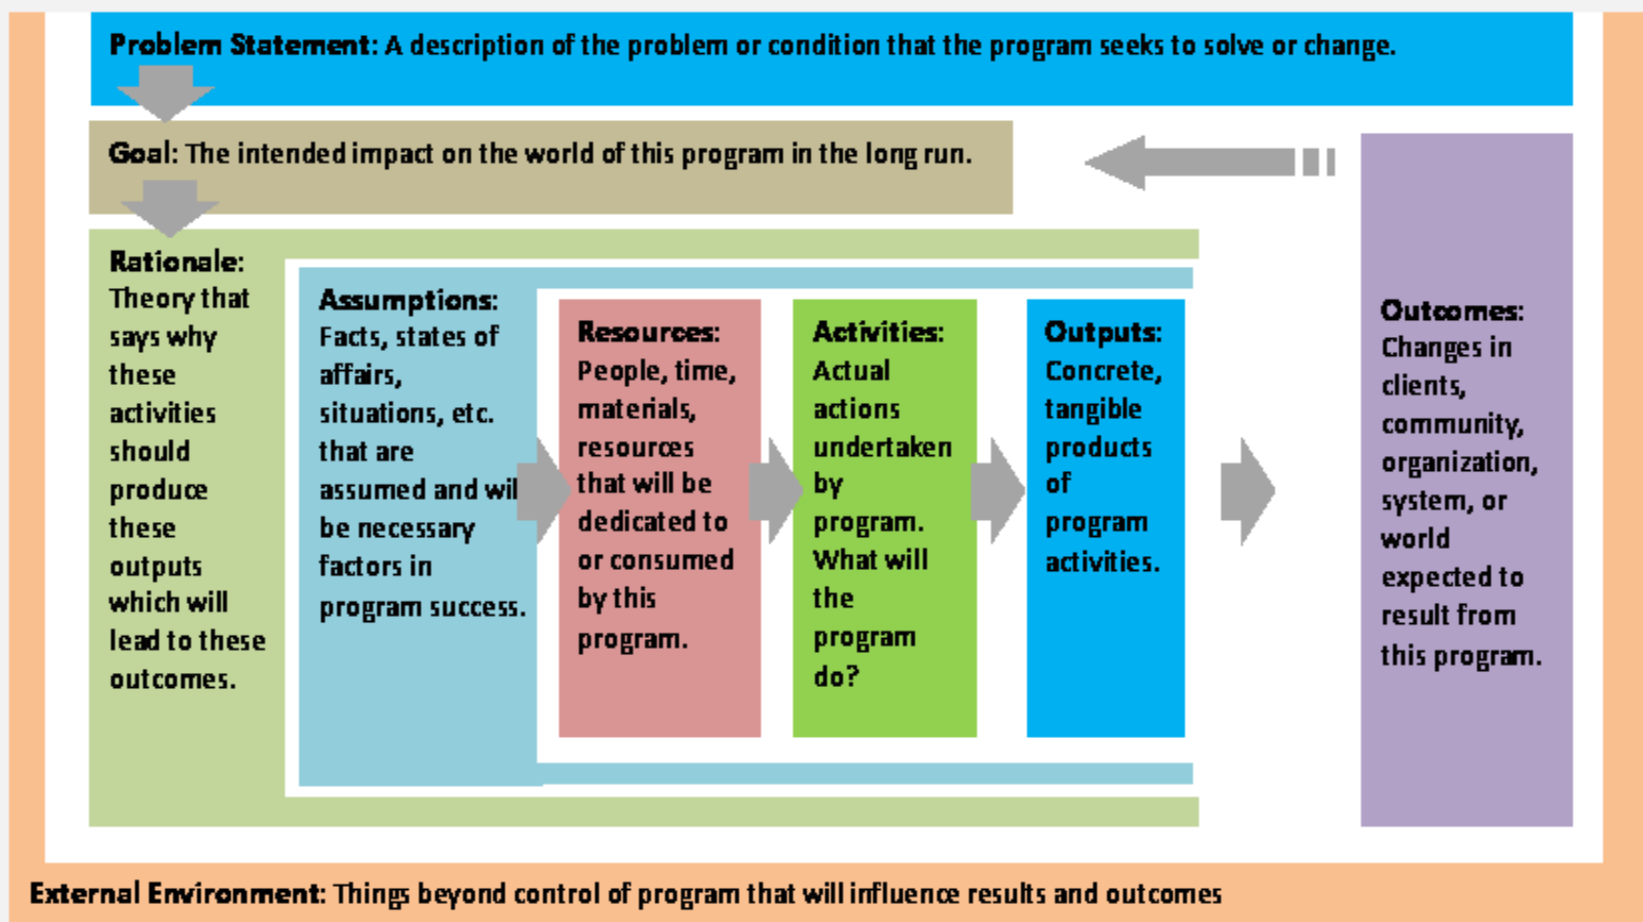 Problem Statement: A description of the problem or condition that the program seeks to solve or change.
Goal: The intended impact on the world of this program in the long run.
Rationale:
Theory that
says why
these
activities
should
produce
these
outputs
which will
lead to these
outcomes.
Assumptions:
Facts, states of
affairs,
situations, etc.
that are
assumed and will
be necessary
factors in
program success.
Resources:
People, time,
materials,
resources
that will be
dedicated to
or consumed
by this
program.
Activities:
Actual
actions
undertaken
by
program.
What will
the
program
do?
Outputs:
Concrete,
tangible
products
of
program
activities.
Outcomes:
Changes in
clients,
community,
organization,
system, or
world
expected to
result from
this program.
External Environment: Things beyond control of program that will influence results and outcomes